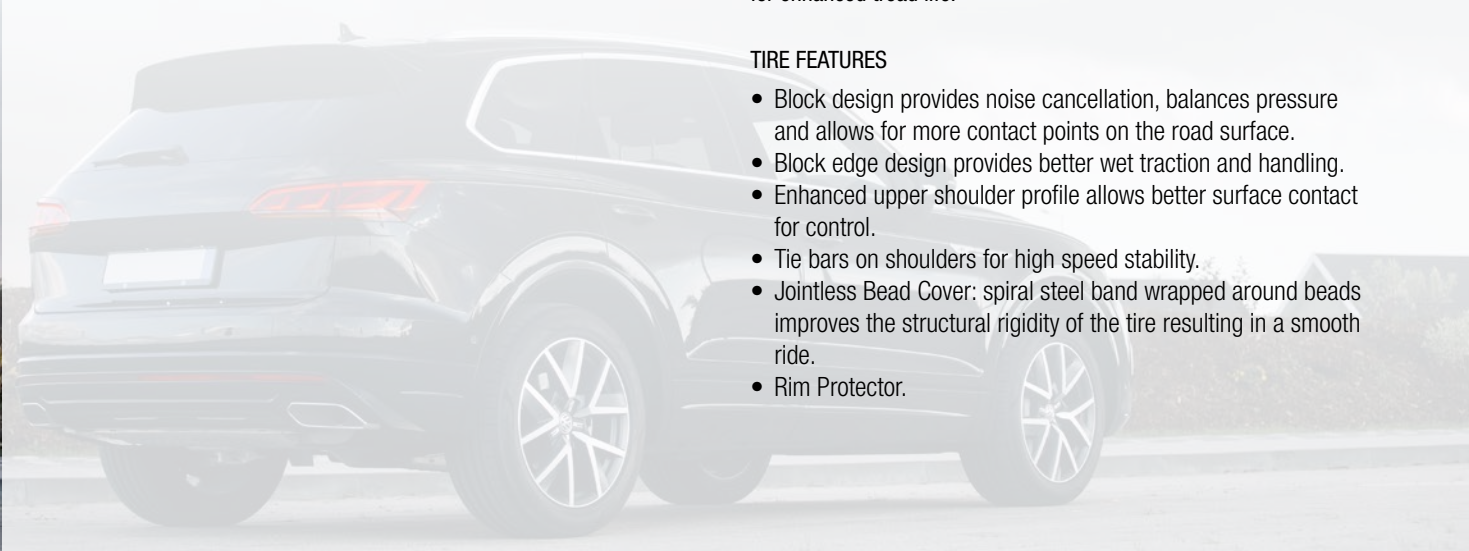 TIRE FEATURES
• Block design provides noise cancellation, balances pressure
and allows for more contact points on the road surface.
• Block edge design provides better wet traction and handling.
• Enhanced upper shoulder profile allows better surface contact
for control.
• Tie bars on shoulders for high speed stability.
• Jointless Bead Cover: spiral steel band wrapped around beads
improves the structural rigidity of the tire resulting in a smooth
ride.
• Rim Protector.